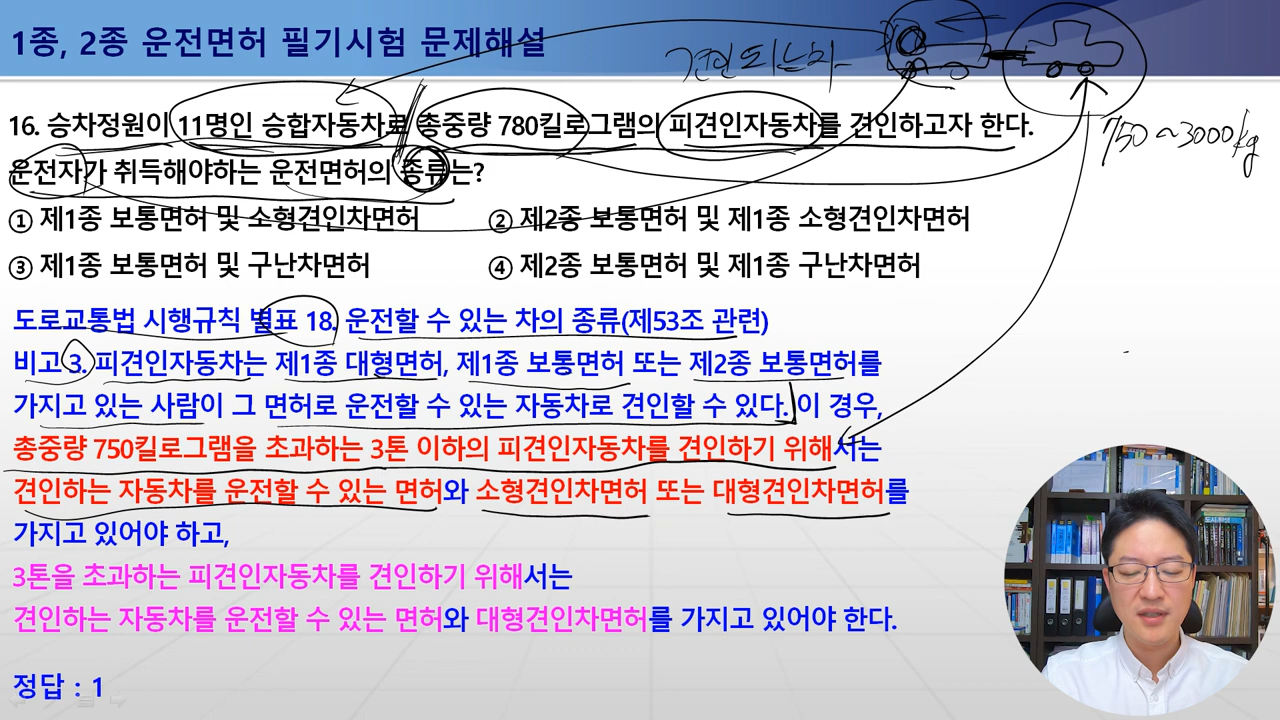 1종, 2종 운전면허 필기시험 문제해설
견인되는차
750~3000kg
16. 승차정원이 11명인 승합자동차로 총중량 780킬로그램의 피견인자동차를 견인하고자 한다.
운전자가 취득해야하는 운전면허의 종류는?
① 제1종 보통면허 및 소형견인차면허 ② 제2종 보통면허 및 제1종 소형견인차면허
③ 제1종 보통면허 및 구난차면허 ④ 제2종 보통면허 및 제1종 구난차면허
도로교통법 시행규칙 별표 18. 운전할 수 있는 차의 종류(제53조 관련)
비고 3. 피견인자동차는 제1종 대형면허, 제1종 보통면허 또는 제2종 보통면허를
가지고 있는 사람이 그 면허로 운전할 수 있는 자동차로 견인할 수 있다. 이 경우,
총중량 750킬로그램을 초과하는 3톤 이하의 피견인자동차를 견인하기 위해서는
견인하는 자동차를 운전할 수 있는 면허와 소형견인차면허 또는 대형견인차면허를
가지고 있어야 하고,
3톤을 초과하는 피견인자동차를 견인하기 위해서는
견인하는 자동차를 운전할 수 있는 면허와 대형견인차면허를 가지고 있어야 한다.
정답 : 1